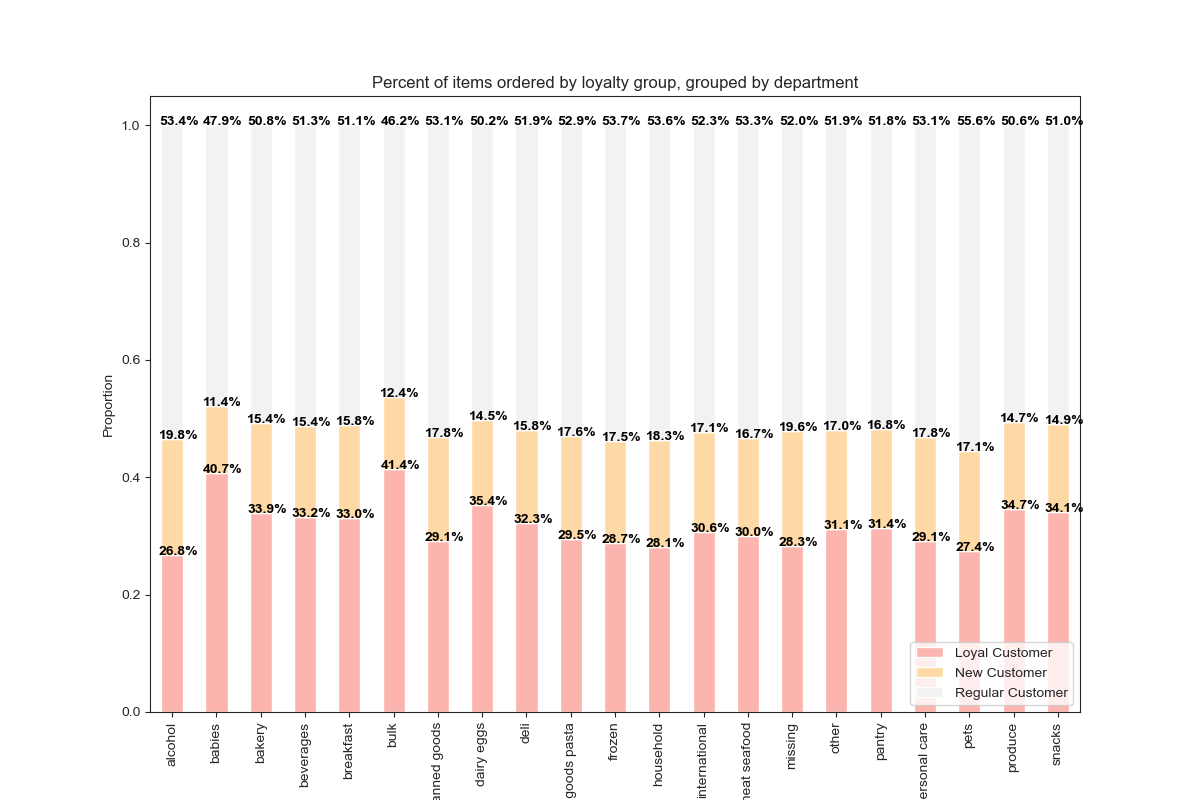 Percent of items ordered by loyalty group, grouped by department
53.4% 47.9% 50.8% 51.3% 51.1% 46.2% 53.1% 50.2% 51.9% 52.9% 53.7% 53.6% 52.3% 53.3% 52.0% 51.9% 51.8% 53.1% 55.6% 50.6% 51.0%
19.8% 11.4% 15.4% 15.4% 15.8% 12.4% 17.8% 14.5% 15.8% 17.6% 17.5% 18.3% 17.1% 16.7% 19.6% 17.0% 16.8% 17.8% 17.1% 14.7% 14.9%
26.8% 40.7% 33.9% 33.2% 33.0% 41.4% 29.1% 35.4% 32.3% 29.5% 28.7% 28.1% 30.6% 30.0% 28.3% 31.1% 31.4% 29.1% 27.4% 34.7% 34.1%
Proportion
1.0
0.8
0.6
0.4
0.2
0.0
Loyal Customer
New Customer
Regular Customer
alcohol
babies
bakery
beverages
breakfast
bulk
anned goods
dairy eggs
deli
goods pasta
frozen
household
international
neat seafood
missing
other
pantry
ersonal care
pets
produce
snacks